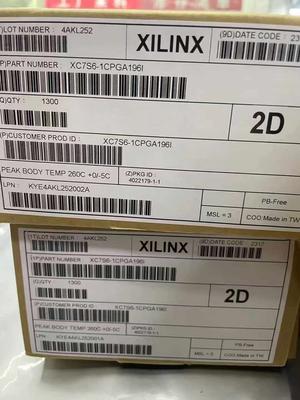 (1T)LOT NUMBER : 4AKL252
XILINX
(9D)DATE CODE : 231
(1P)PART NUMBER : XC7S6-1CPGA196I
(Q)QTY : 1300
2D
(P)CUSTOMER PROD ID : XC7S6-1CPGA196I
PEAK BODY TEMP 260C +0/-5C
(Z)PKG ID :
4022179-1-1
LPN : KYE4AKL252002A
MSL = 3
PB-Free
COO:Made in TW
(1T)LOT NUMBER : 4AKL252
XILINX
(9D)DATE CODE : 2317
(1P)PART NUMBER : XC7S6-1CPGA196I
(Q)QTY : 1300
2D
(P)CUSTOMER PROD ID : XC7S6-1CPGA196I
PEAK BODY TEMP 260C +0/-5C
(Z)PKG ID :
4022179-1-1
LPN : KYE4AKL252001A
MSL = 3
PB-Free
COO:Made in TW